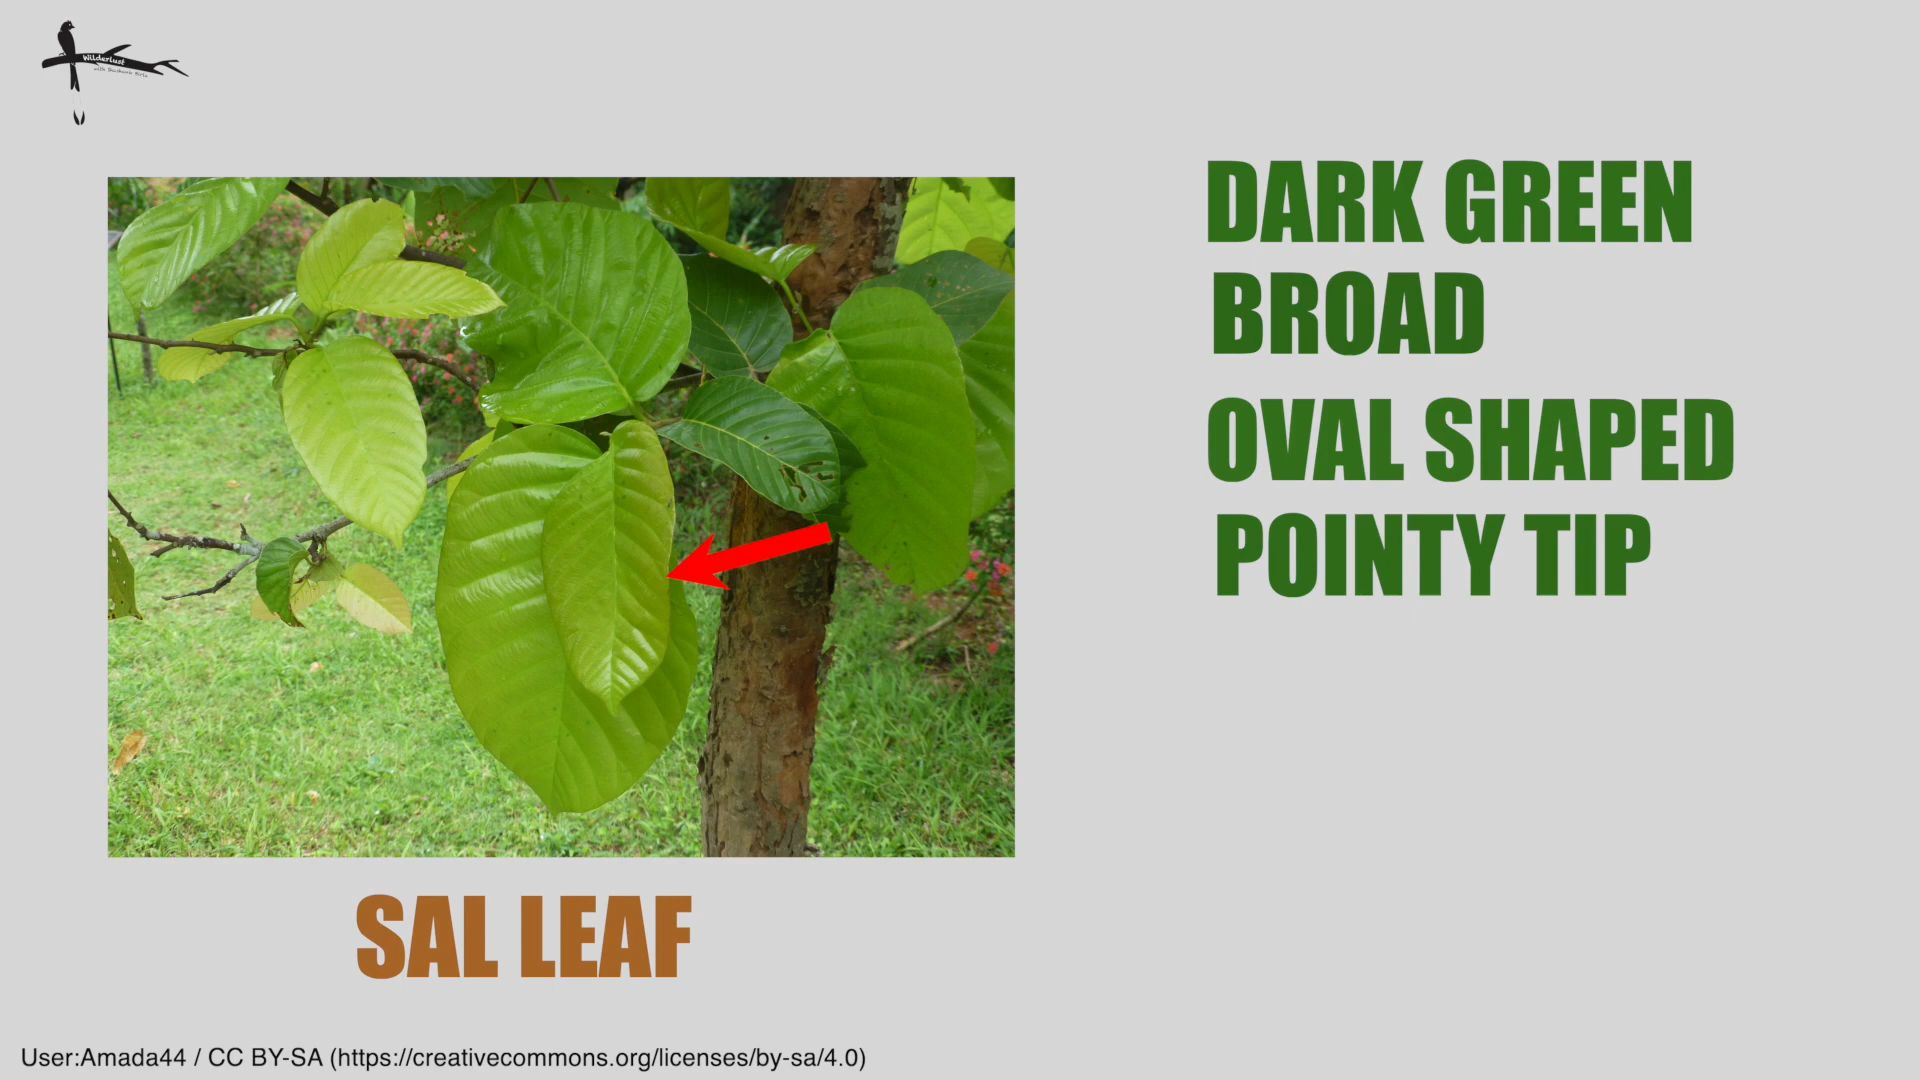 Wilderlust
DARK GREEN
BROAD
OVAL SHAPED
POINTY TIP
SAL LEAF
User:Amada44 / CC BY-SA (https://creativecommons.org/licenses/by-sa/4.0)